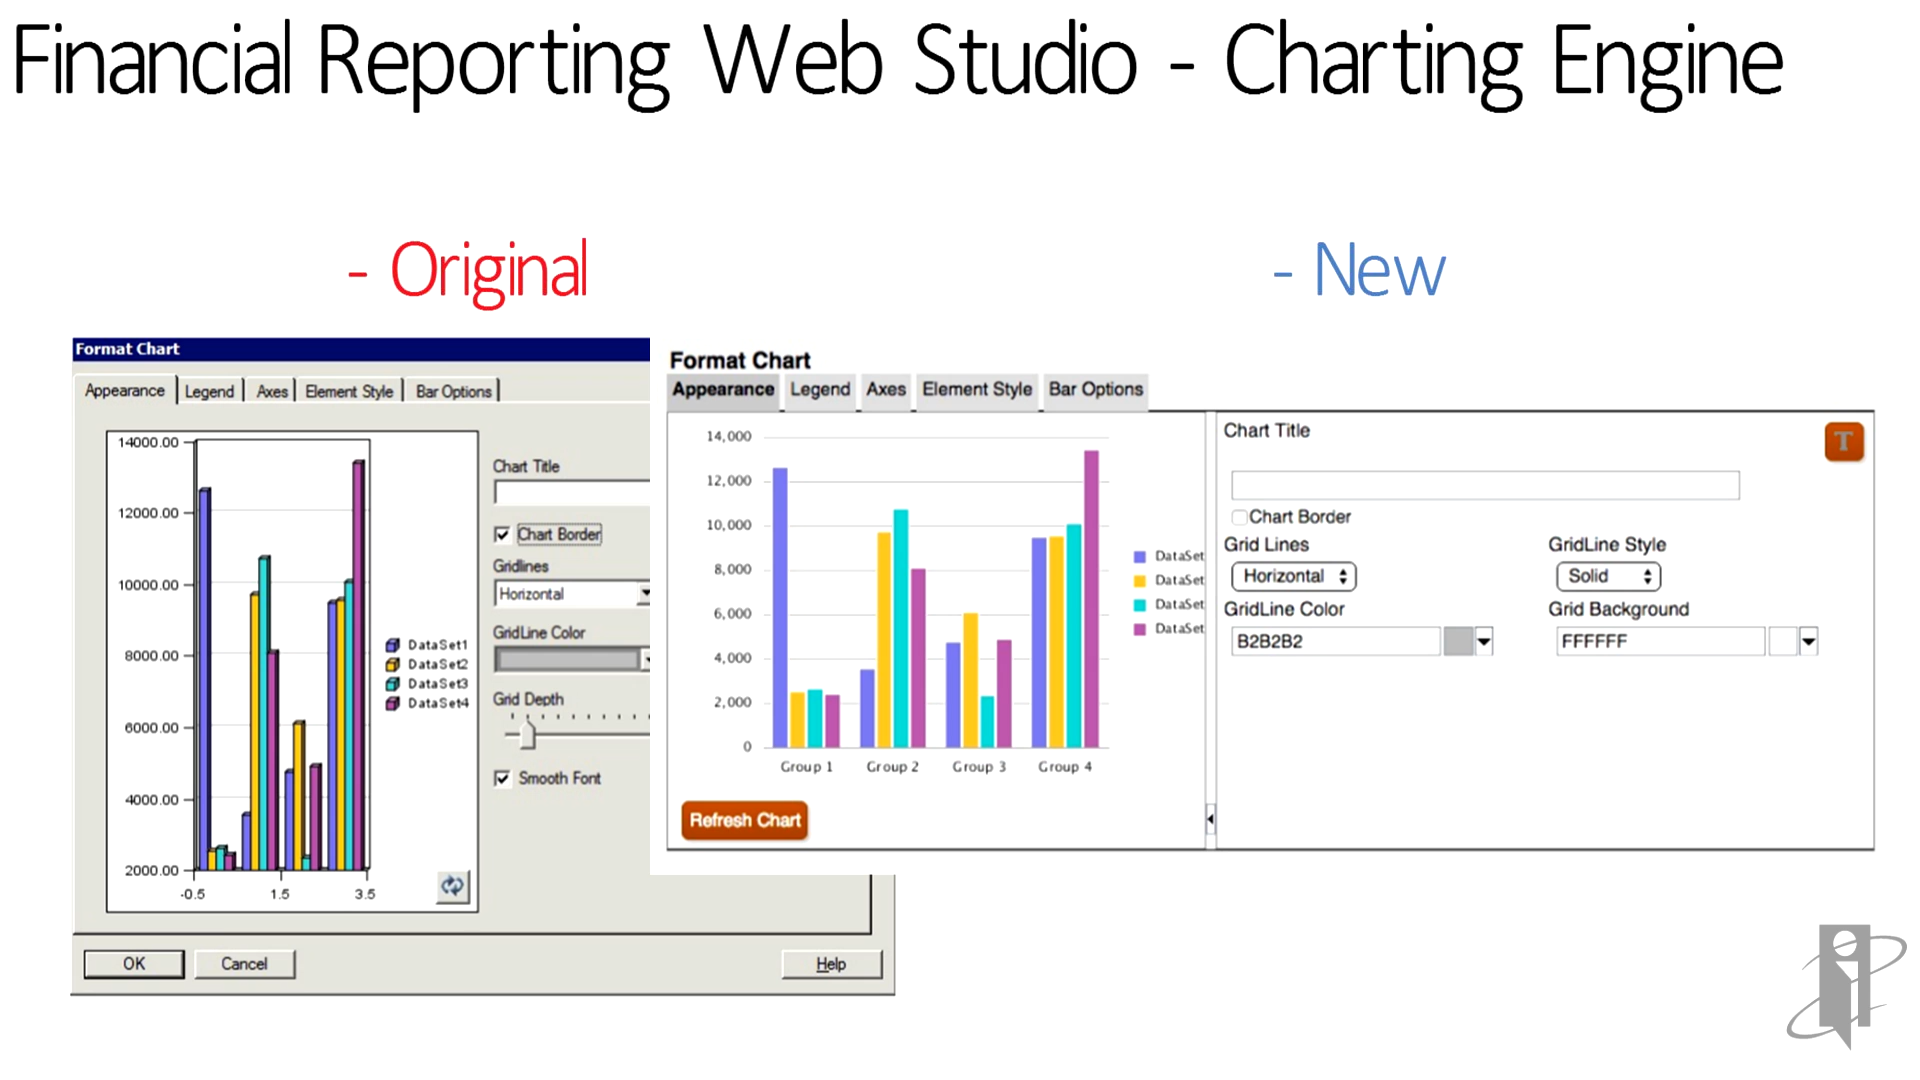 Financial Reporting Web Studio - Charting Engine
- Original
- New
Format Chart
Appearance
Legend
Axes
Element Style
Bar Options
14000.00
12000.00
10000.00
8000.00
6000.00
4000.00
2000.00
-0.5
1.5
3.5
DataSet1
DataSet2
DataSet3
DataSet4
Chart Title
Chart Border
Gridlines
Horizontal
GridLine Color
Grid Depth
Smooth Font
OK
Cancel
Help
Format Chart
Appearance
Legend
Axes
Element Style
Bar Options
14,000
12,000
10,000
8,000
6,000
4,000
2,000
0
Group 1
Group 2
Group 3
Group 4
DataSet
DataSet
DataSet
DataSet
Refresh Chart
Chart Title
T
Chart Border
Grid Lines
GridLine Style
Horizontal
Solid
GridLine Color
Grid Background
B2B2B2
FFFFFF